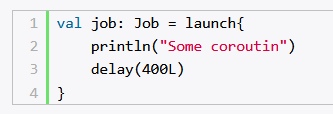 1 val job: Job = launch{
2     println("Some coroutin")
3     delay(400L)
4 }